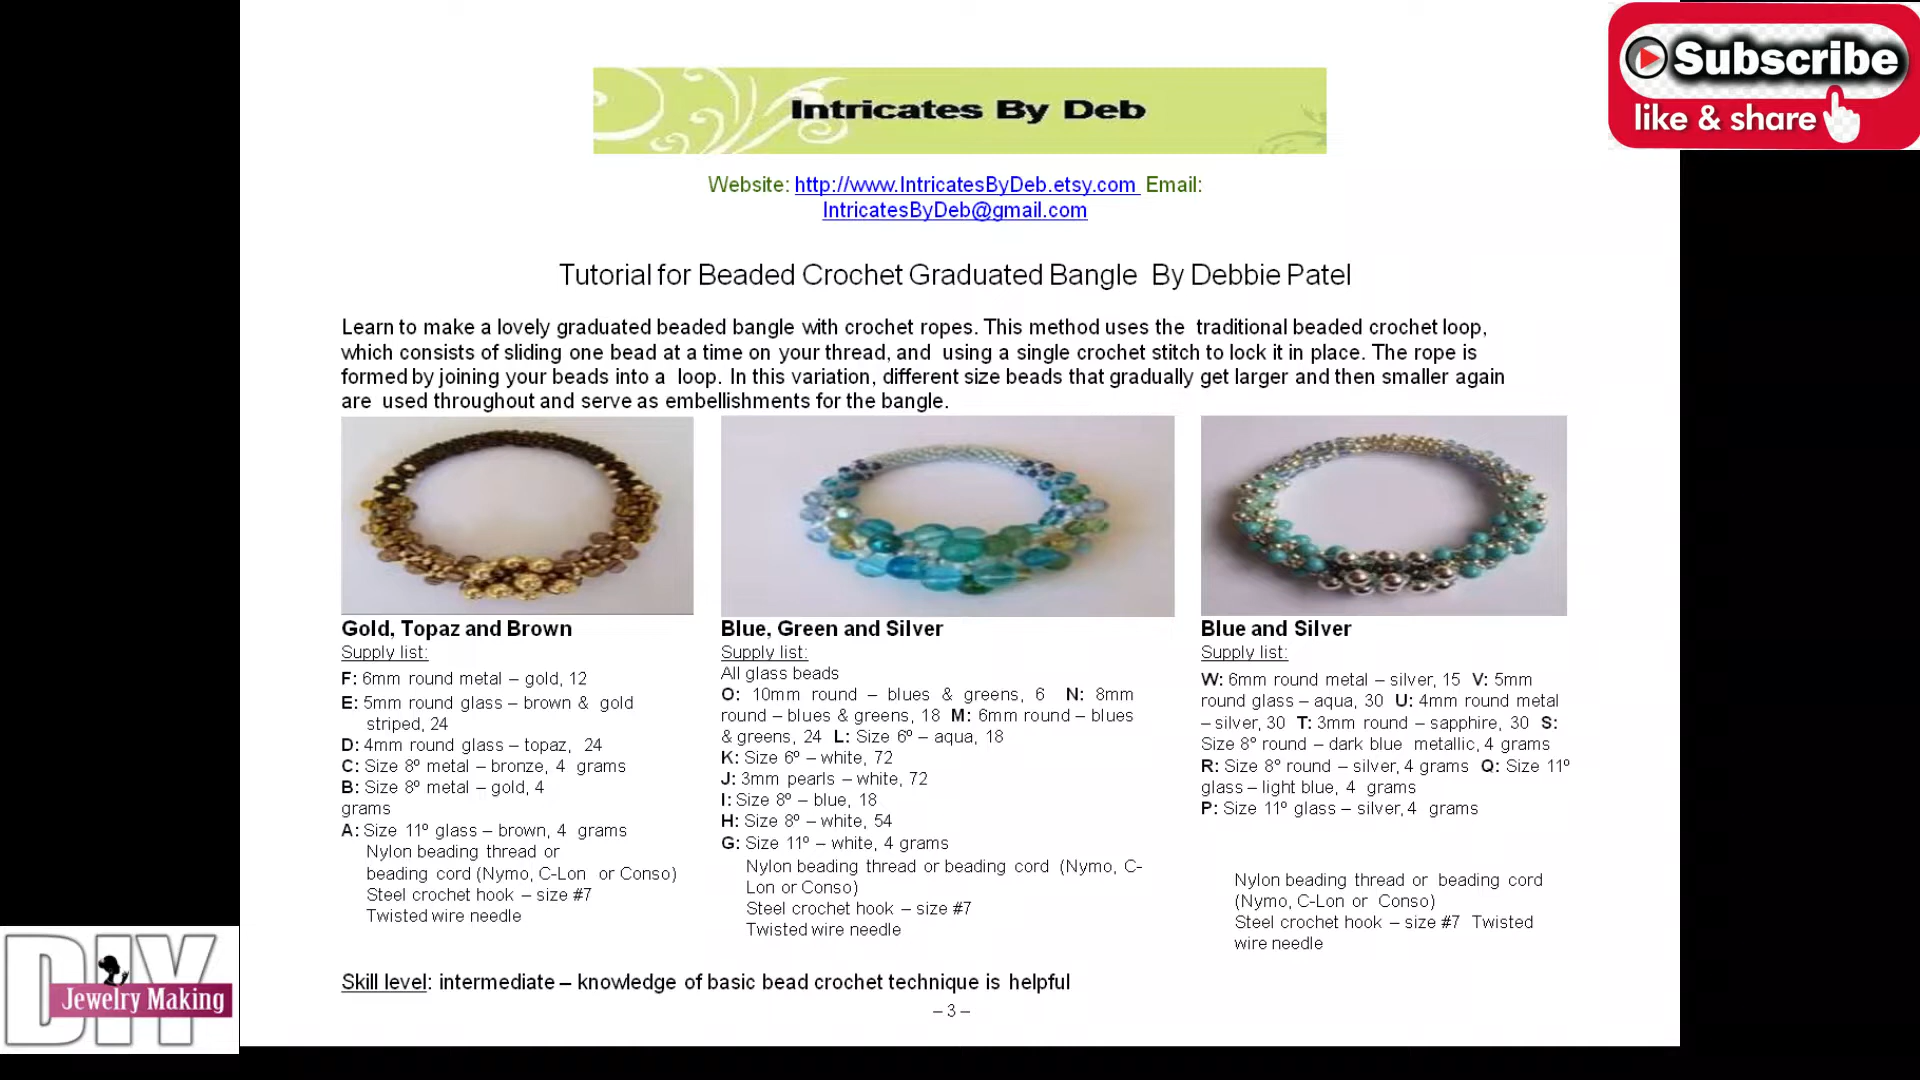 Subscribe
like & share
Intricates By Deb
Website: http://www.IntricatesByDeb.etsy.com Email:
IntricatesByDeb@gmail.com
Tutorial for Beaded Crochet Graduated Bangle By Debbie Patel
Learn to make a lovely graduated beaded bangle with crochet ropes. This method uses the traditional beaded crochet loop,
which consists of sliding one bead at a time on your thread, and using a single crochet stitch to lock it in place. The rope is
formed by joining your beads into a loop. In this variation, different size beads that gradually get larger and then smaller again
are used throughout and serve as embellishments for the bangle.
Gold, Topaz and Brown
Supply list:
F: 6mm round metal – gold, 12
E: 5mm round glass – brown & gold
striped, 24
D: 4mm round glass – topaz, 24
C: Size 8º metal – bronze, 4 grams
B: Size 8º metal – gold, 4
grams
A: Size 11º glass – brown, 4 grams
Nylon beading thread or
beading cord (Nymo, C-Lon or Conso)
Steel crochet hook – size #7
Twisted wire needle
Blue, Green and Silver
Supply list:
All glass beads
O: 10mm round – blues & greens, 6 N: 8mm
round – blues & greens, 18 M: 6mm round – blues
& greens, 24 L: Size 6º – aqua, 18
K: Size 6º – white, 72
J: 3mm pearls – white, 72
I: Size 8º – blue, 18
H: Size 8º – white, 54
G: Size 11º – white, 4 grams
Nylon beading thread or beading cord (Nymo, C-
Lon or Conso)
Steel crochet hook – size #7
Twisted wire needle
Blue and Silver
Supply list:
W: 6mm round metal – silver, 15 V: 5mm
round glass – aqua, 30 U: 4mm round metal
– silver, 30 T: 3mm round – sapphire, 30 S:
Size 8º round – dark blue metallic, 4 grams
R: Size 8º round – silver, 4 grams Q: Size 11º
glass – light blue, 4 grams
P: Size 11º glass – silver, 4 grams
Nylon beading thread or beading cord
(Nymo, C-Lon or Conso)
Steel crochet hook – size #7 Twisted
wire needle
Skill level: intermediate – knowledge of basic bead crochet technique is helpful
– 3 –
DIY
Jewelry Making